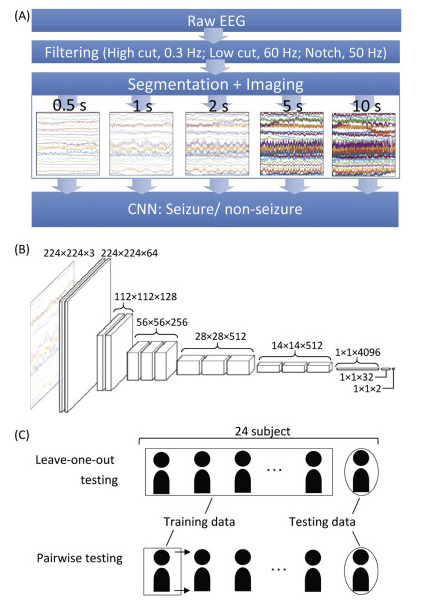 (A)
Raw EEG
Filtering (High cut, 0.3 Hz; Low cut, 60 Hz; Notch, 50 Hz)
Segmentation + Imaging
0.5 s 1 s 2 s 5 s 10 s
CNN: Seizure/ non-seizure
(B)
224×224×3 224×224×64
112×112×128
56×56×256
28×28×512 14×14×512 1×1×4096
1×1×32
1×1×2
(C)
24 subject
Leave-one-out
testing
...
Training data Testing data
Pairwise testing
...